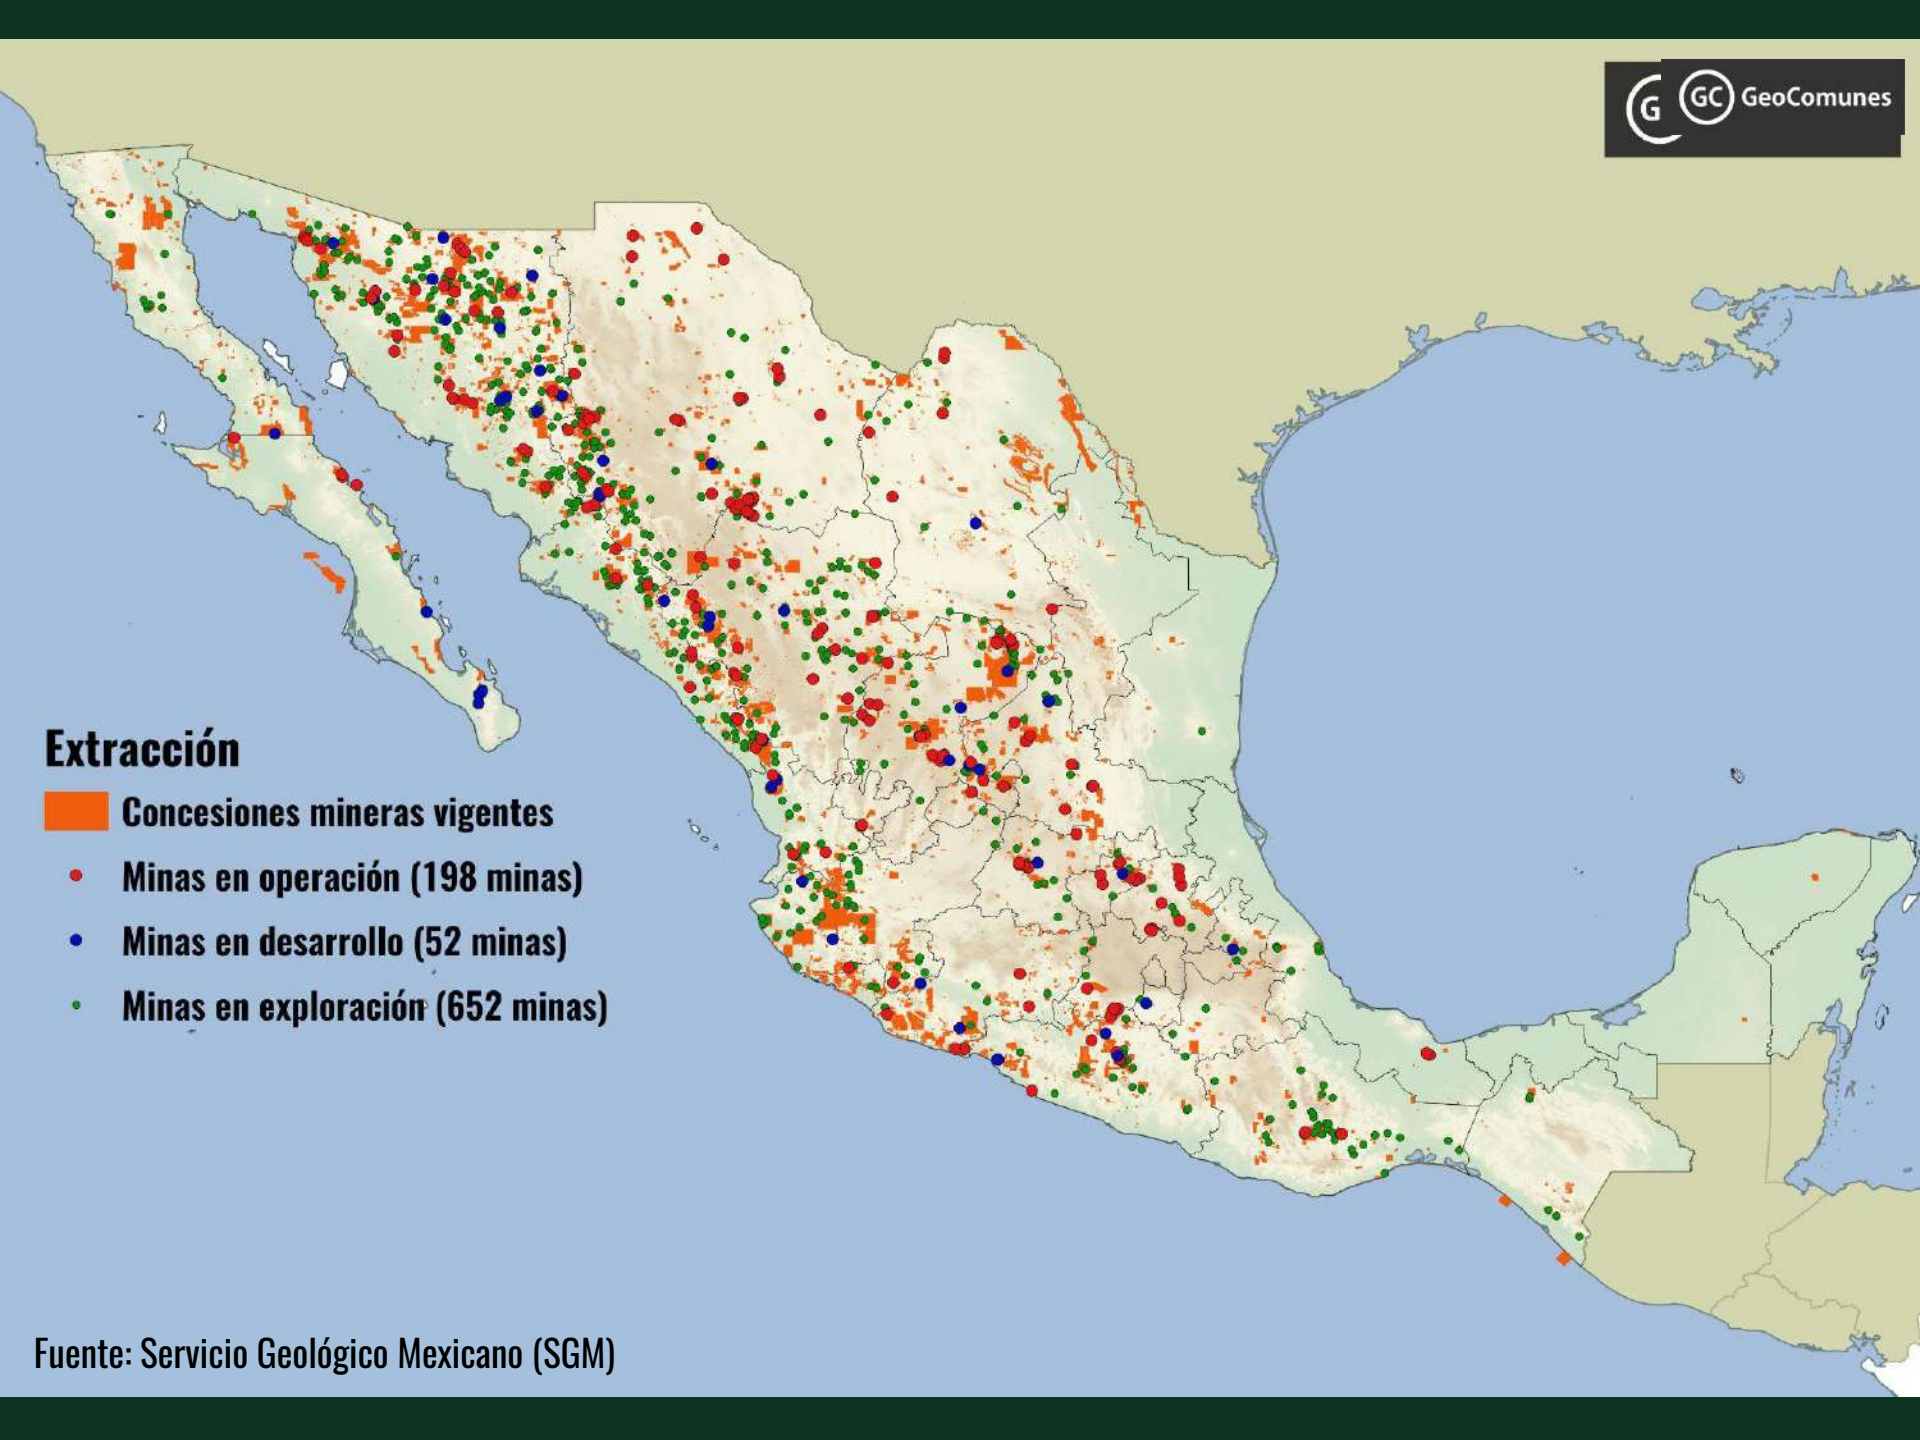 G
GC GeoComunes
Extracción
Concesiones mineras vigentes
Minas en operación (198 minas)
Minas en desarrollo (52 minas)
Minas en exploración (652 minas)
Fuente: Servicio Geológico Mexicano (SGM)